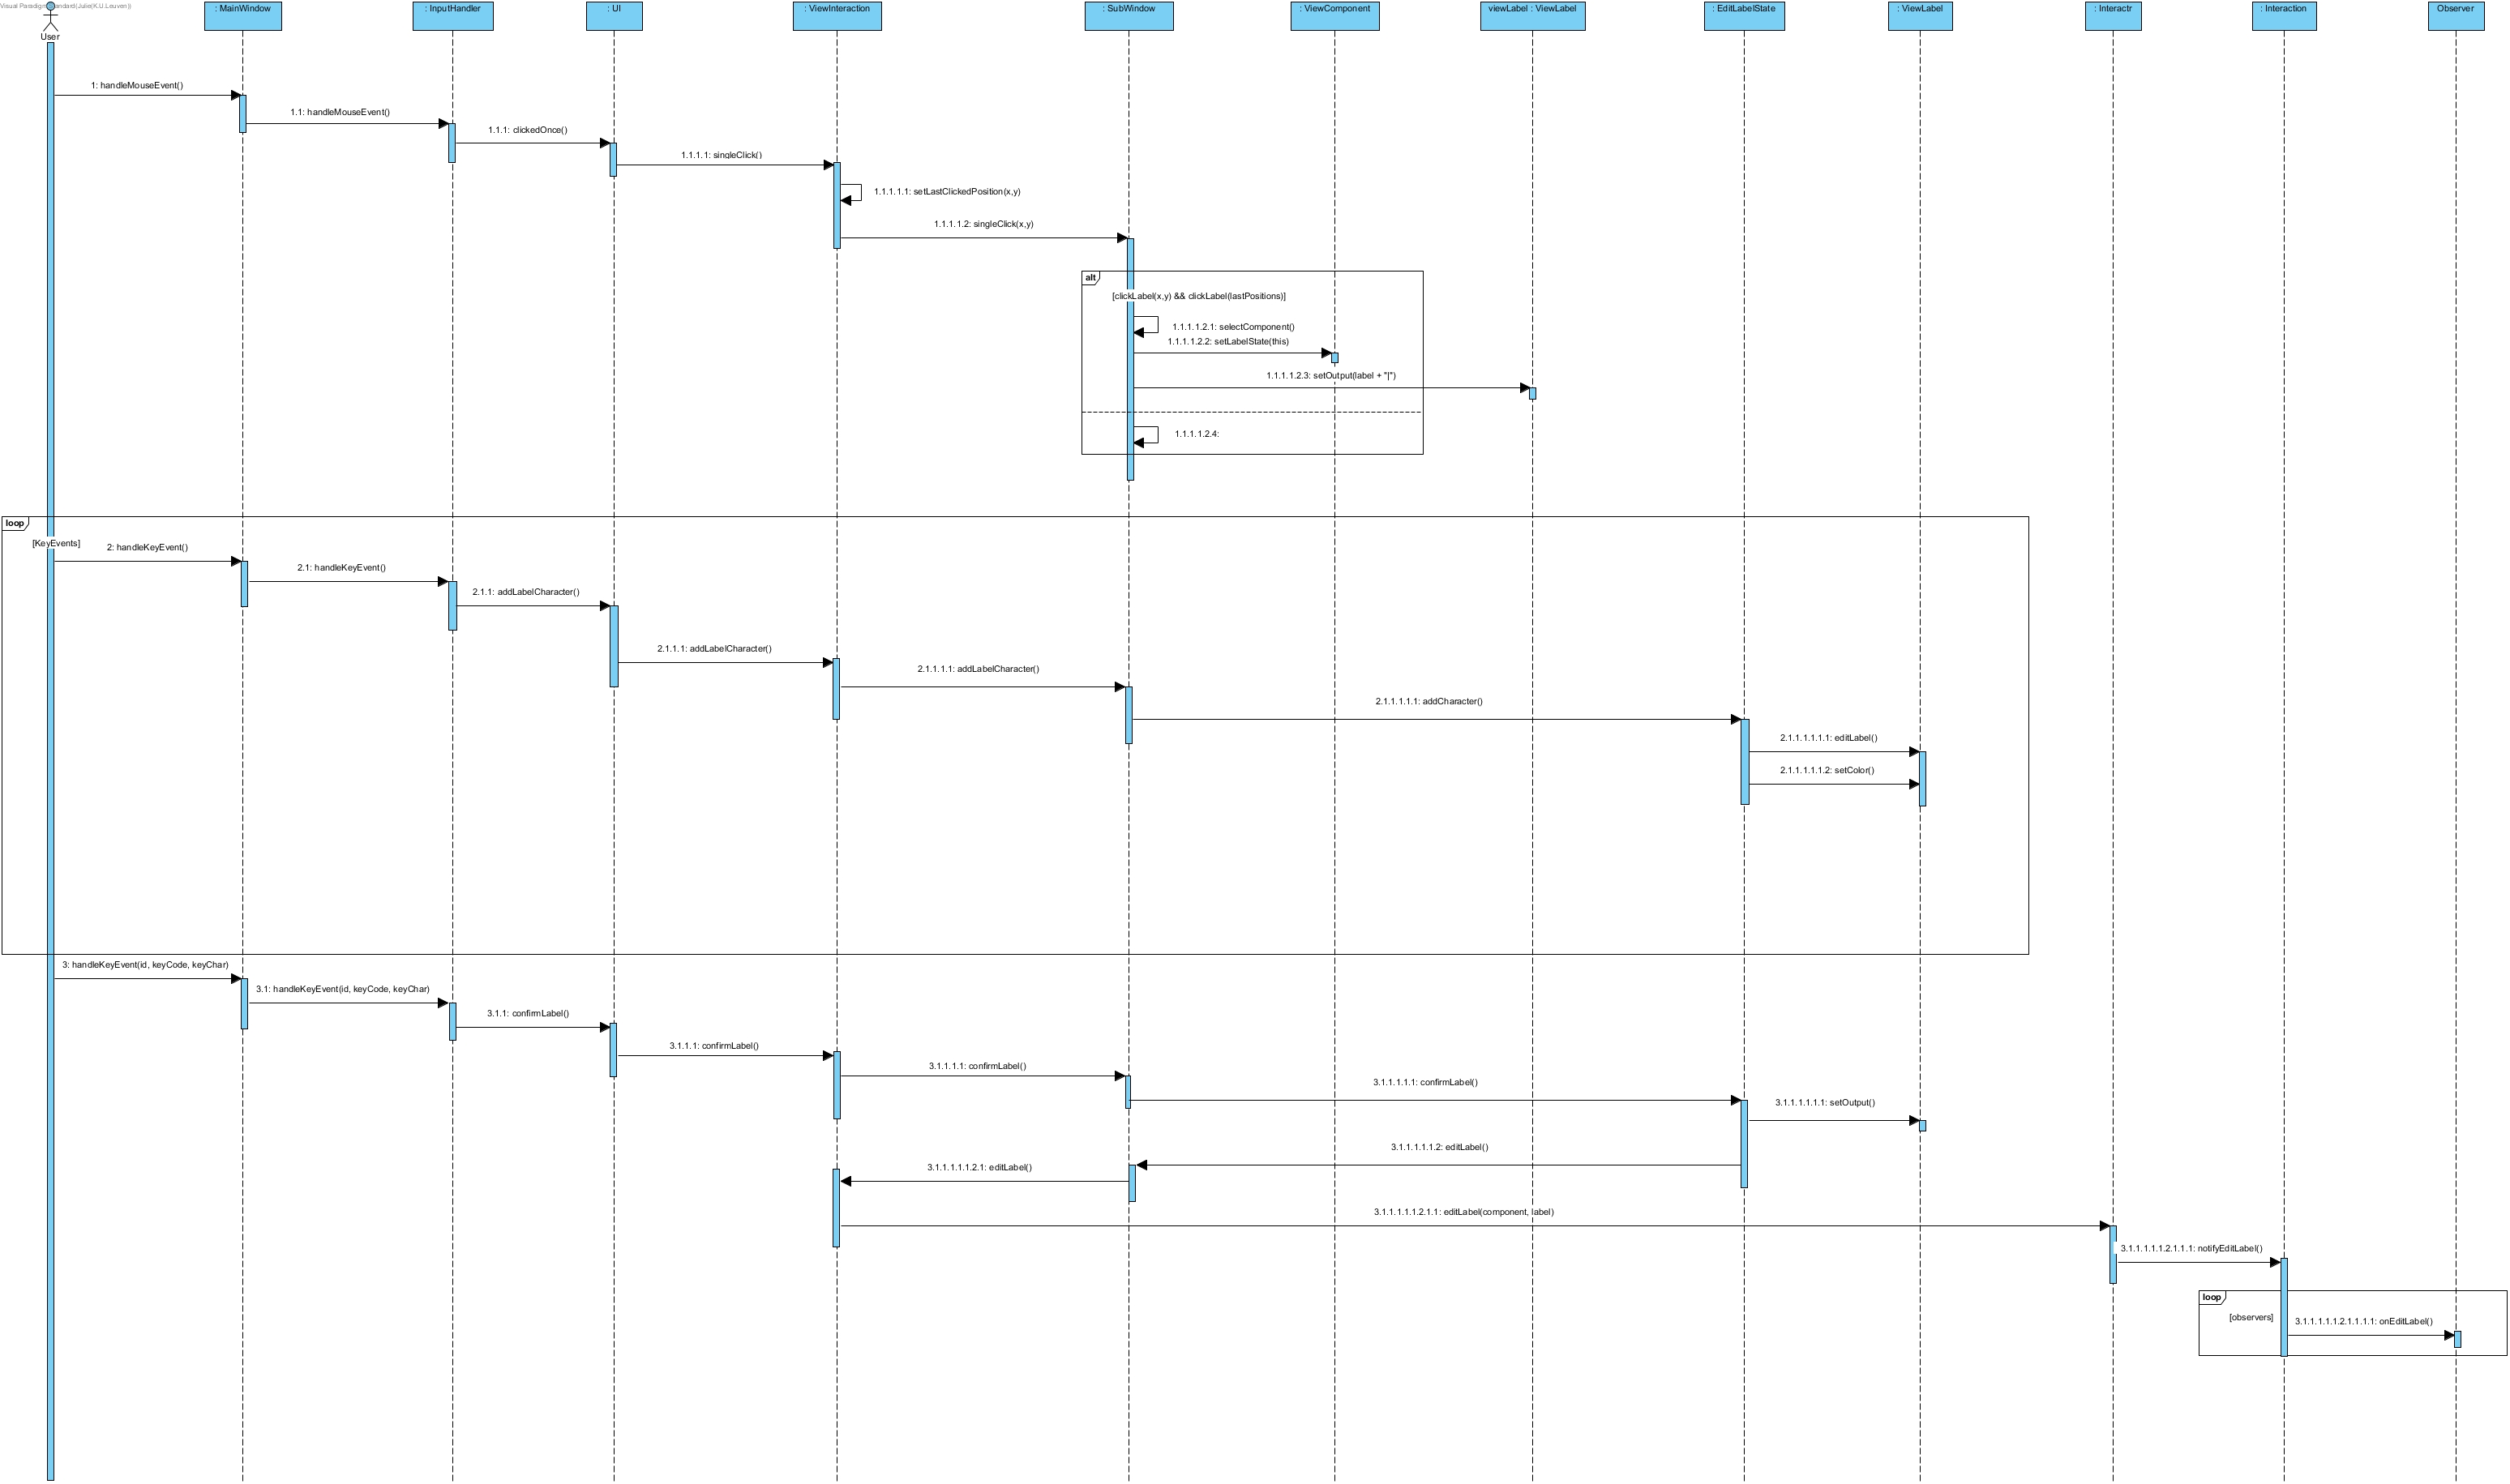 Visual Paradigm Standard(Julie(K.U.Leuven))
User
: MainWindow
: InputHandler
: UI
: ViewInteraction
: SubWindow
: ViewComponent
viewLabel : ViewLabel
: EditLabelState
: ViewLabel
: Interactr
: Interaction
Observer
1: handleMouseEvent()
1.1: handleMouseEvent()
1.1.1: clickedOnce()
1.1.1.1: singleClick()
1.1.1.1.1: setLastClickedPosition(x,y)
1.1.1.1.2: singleClick(x,y)
alt
[clickLabel(x,y) && clickLabel(lastPositions)]
1.1.1.1.2.1: selectComponent()
1.1.1.1.2.2: setLabelState(this)
1.1.1.1.2.3: setOutput(label + "|")
1.1.1.1.2.4:
loop
[KeyEvents]
2: handleKeyEvent()
2.1: handleKeyEvent()
2.1.1: addLabelCharacter()
2.1.1.1: addLabelCharacter()
2.1.1.1.1: addLabelCharacter()
2.1.1.1.1.1: addCharacter()
2.1.1.1.1.1.1: editLabel()
2.1.1.1.1.1.2: setColor()
3: handleKeyEvent(id, keyCode, keyChar)
3.1: handleKeyEvent(id, keyCode, keyChar)
3.1.1: confirmLabel()
3.1.1.1: confirmLabel()
3.1.1.1.1: confirmLabel()
3.1.1.1.1.1: confirmLabel()
3.1.1.1.1.1.1: setOutput()
3.1.1.1.1.1.2: editLabel()
3.1.1.1.1.1.2.1: editLabel()
3.1.1.1.1.1.2.1.1: editLabel(component, label)
3.1.1.1.1.1.2.1.1.1: notifyEditLabel()
loop
[observers]
3.1.1.1.1.1.2.1.1.1.1: onEditLabel()